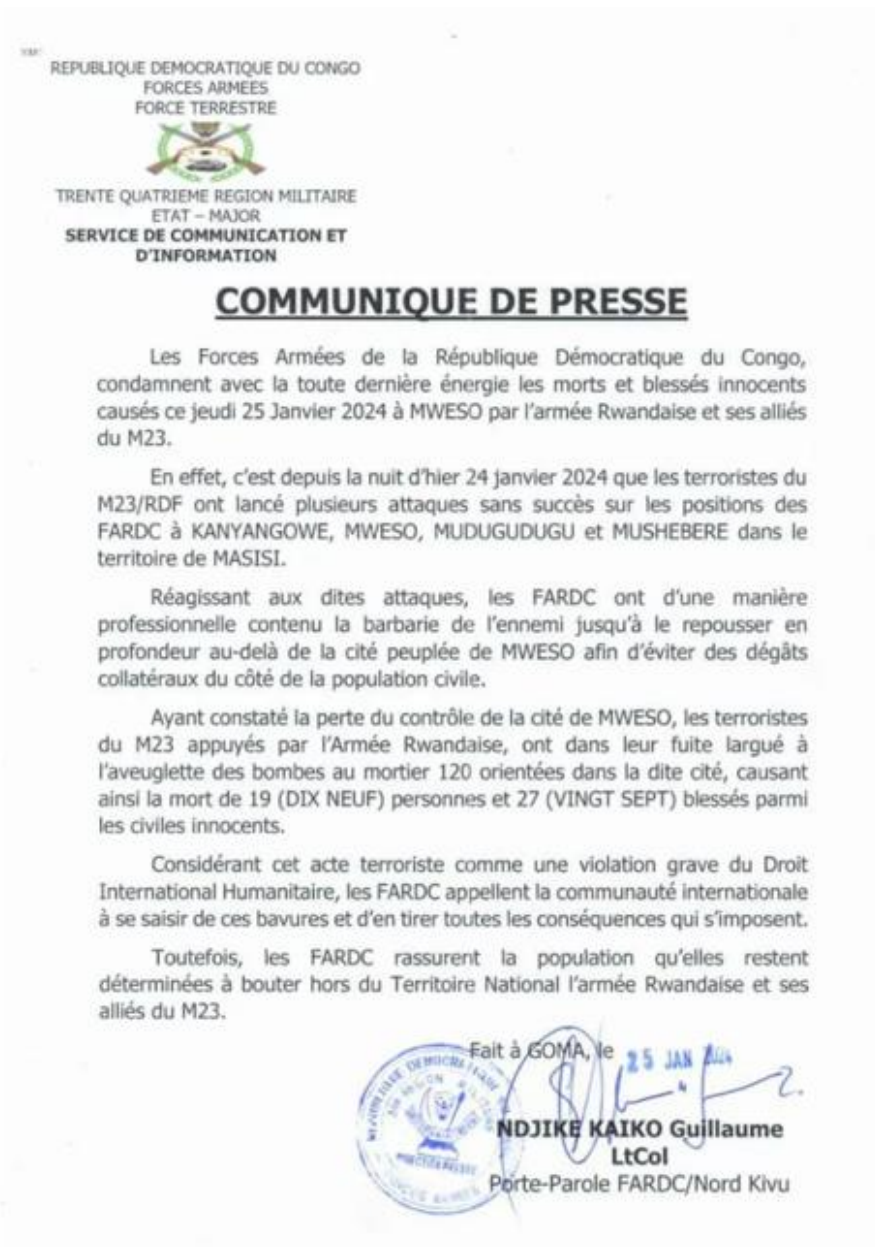 REPUBLIQUE DEMOCRATIQUE DU CONGO
FORCES ARMEES
FORCE TERRESTRE
TRENTE QUATRIEME REGION MILITAIRE
ETAT – MAJOR
SERVICE DE COMMUNICATION ET
D'INFORMATION
COMMUNIQUE DE PRESSE
Les Forces Armées de la République Démocratique du Congo,
condamnent avec la toute dernière énergie les morts et blessés innocents
causés ce jeudi 25 Janvier 2024 à MWESO par l'armée Rwandaise et ses alliés
du M23.
En effet, c'est depuis la nuit d'hier 24 janvier 2024 que les terroristes du
M23/RDF ont lancé plusieurs attaques sans succès sur les positions des
FARDC à KANYANGOWE, MWESO, MUDUGUDUGU et MUSHEBERE dans le
territoire de MASISI.
Réagissant aux dites attaques, les FARDC ont d'une manière
professionnelle contenu la barbarie de l'ennemi jusqu'à le repousser en
profondeur au-delà de la cité peuplée de MWESO afin d'éviter des dégâts
collatéraux du côté de la population civile.
Ayant constaté la perte du contrôle de la cité de MWESO, les terroristes
du M23 appuyés par l'Armée Rwandaise, ont dans leur fuite largué à
l'aveuglette des bombes au mortier 120 orientées dans la dite cité, causant
ainsi la mort de 19 (DIX NEUF) personnes et 27 (VINGT SEPT) blessés parmi
les civiles innocents.
Considérant cet acte terroriste comme une violation grave du Droit
International Humanitaire, les FARDC appellent la communauté internationale
à se saisir de ces bavures et d'en tirer toutes les conséquences qui s'imposent.
Toutefois, les FARDC rassurent la population qu'elles restent
déterminées à bouter hors du Territoire National l'armée Rwandaise et ses
alliés du M23.
Fait à GOMA, le 25 JAN 2024
NDJIKE KAIKO Guillaume
LtCol
Porte-Parole FARDC/Nord Kivu
REPUBLIQUE DEMOCRATIQUE
REGION MILITAIRE
FORCES ARMEES